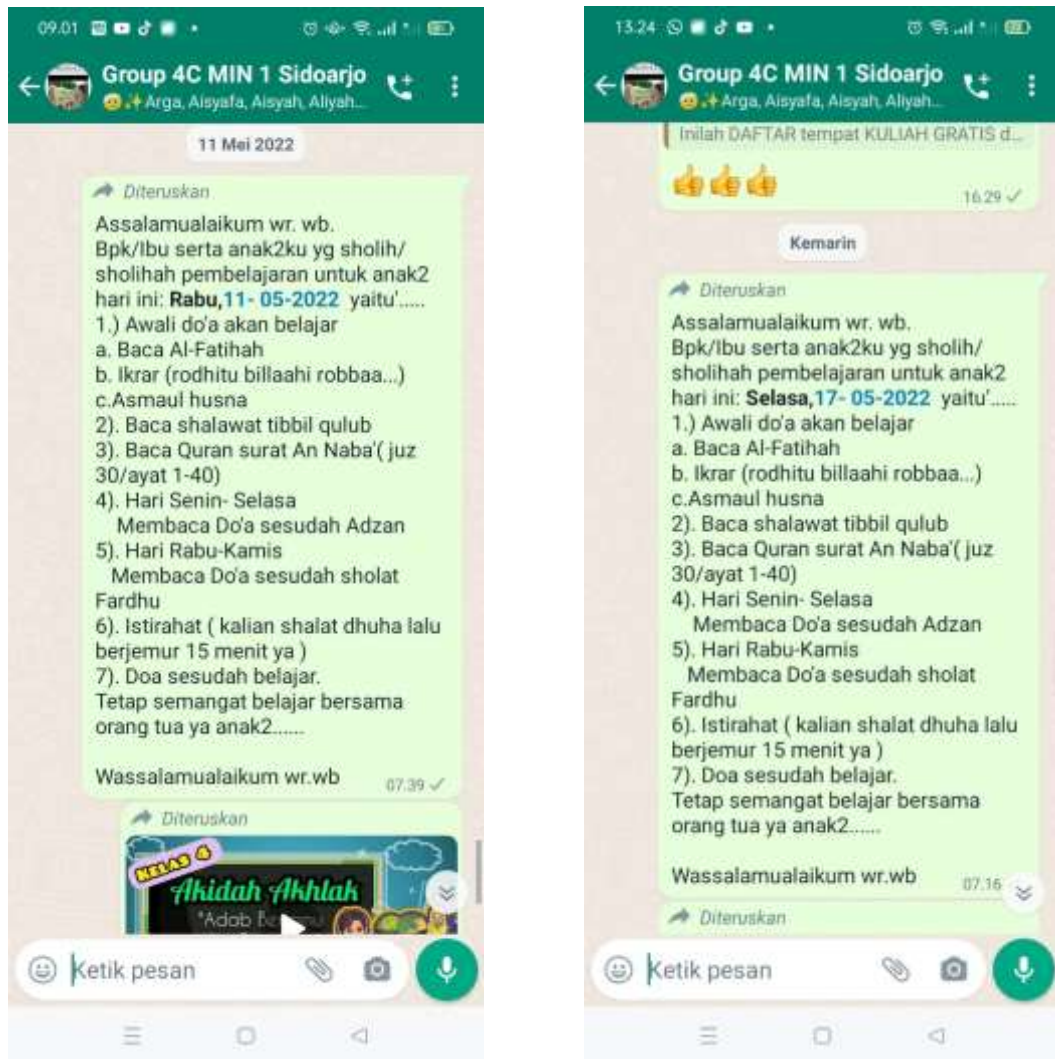 09.01
Group 4C MIN 1 Sidoarjo
Arga, Aisyafa, Aisyah, Aliyah...
11 Mei 2022
Diteruskan
Assalamualaikum wr. wb.
Bpk/Ibu serta anak2ku yg sholih/
sholihah pembelajaran untuk anak2
hari ini: Rabu,11- 05-2022 yaitu'.....
1.) Awali do'a akan belajar
a. Baca Al-Fatihah
b. Ikrar (rodhitu billaahi robbaa...)
c.Asmaul husna
2). Baca shalawat tibbil qulub
3). Baca Quran surat An Naba'( juz
30/ayat 1-40)
4). Hari Senin- Selasa
Membaca Do'a sesudah Adzan
5). Hari Rabu-Kamis
Membaca Do'a sesudah sholat
Fardhu
6). Istirahat ( kalian shalat dhuha lalu
berjemur 15 menit ya )
7). Doa sesudah belajar.
Tetap semangat belajar bersama
orang tua ya anak2......
Wassalamualaikum wr.wb
07.39
Diteruskan
KELAS 4
Akidah Akhlak
"Adab
Ketik pesan
13.24
Group 4C MIN 1 Sidoarjo
Arga, Aisyafa, Aisyah, Aliyah...
Inilah DAFTAR tempat KULIAH GRATIS d...
16.29
Kemarin
Diteruskan
Assalamualaikum wr. wb.
Bpk/Ibu serta anak2ku yg sholih/
sholihah pembelajaran untuk anak2
hari ini: Selasa,17- 05-2022 yaitu'.....
1.) Awali do'a akan belajar
a. Baca Al-Fatihah
b. Ikrar (rodhitu billaahi robbaa...)
c.Asmaul husna
2). Baca shalawat tibbil qulub
3). Baca Quran surat An Naba'( juz
30/ayat 1-40)
4). Hari Senin- Selasa
Membaca Do'a sesudah Adzan
5). Hari Rabu-Kamis
Membaca Do'a sesudah sholat
Fardhu
6). Istirahat ( kalian shalat dhuha lalu
berjemur 15 menit ya )
7). Doa sesudah belajar.
Tetap semangat belajar bersama
orang tua ya anak2......
Wassalamualaikum wr.wb
07.16
Diteruskan
Ketik pesan